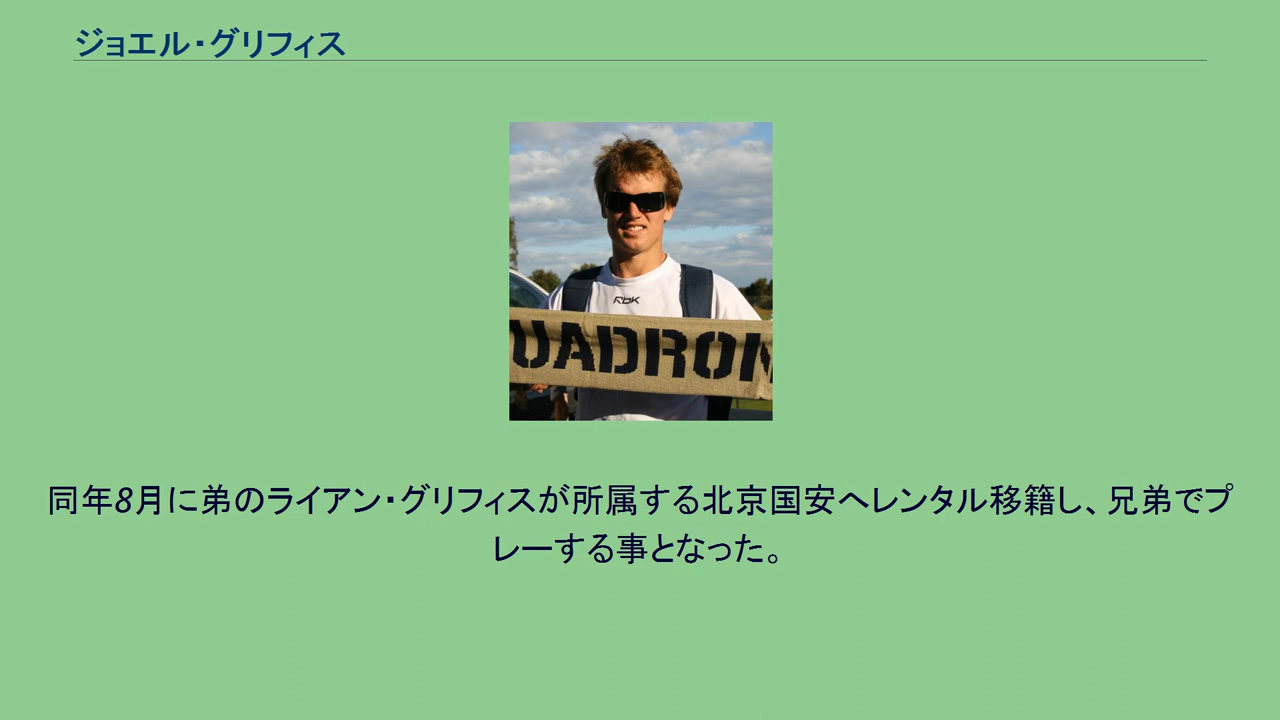 ジョエル・グリフィス
RbK
UADRON
同年8月に弟のライアン・グリフィスが所属する北京国安へレンタル移籍し、兄弟でプ
レーする事となった。